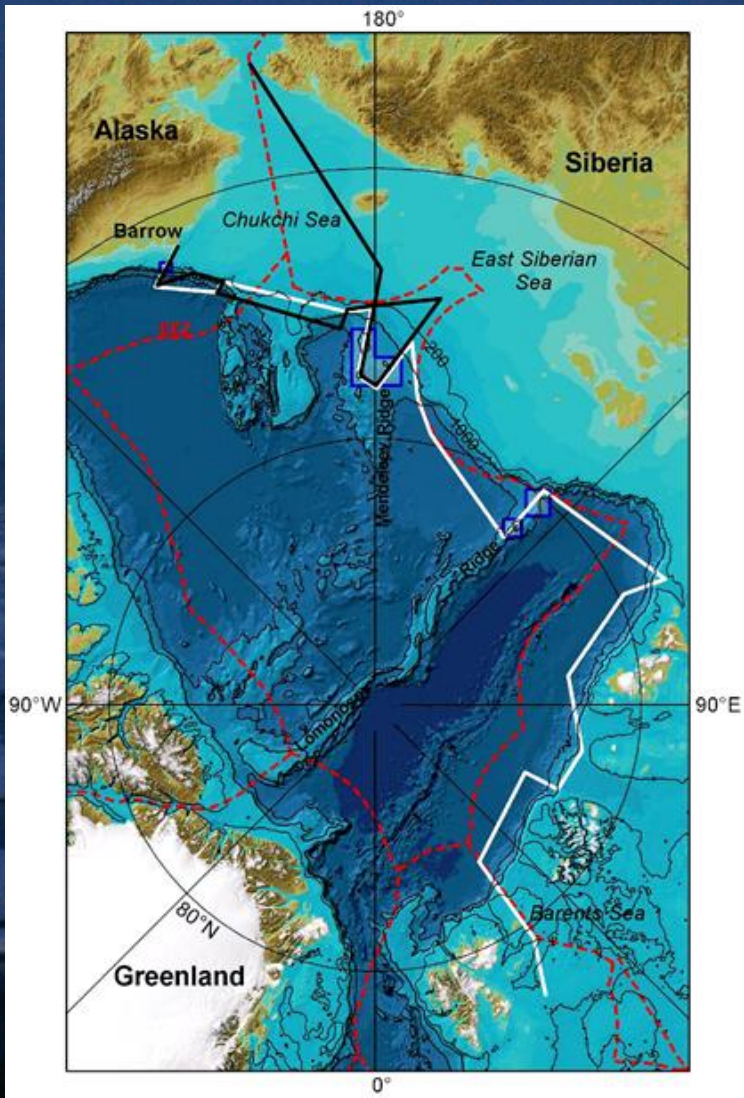 180°
Alaska
Siberia
Barrow
Chukchi Sea
East Siberian
Sea
EEZ
200
1000
Mendeleev Ridge
Ridge
90°W
90°E
Lomonosov
80°N
Barents Sea
Greenland
0°